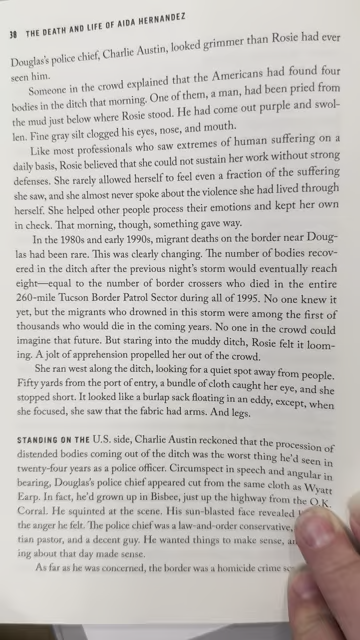 38 THE DEATH AND LIFE OF AIDA HERNANDEZ
Douglas's police chief, Charlie Austin, looked grimmer than Rosie had ever
seen him.
Someone in the crowd explained that the Americans had found four
bodies in the ditch that morning. One of them, a man, had been pried from
the mud just below where Rosie stood. He had come out purple and swol-
len. Fine gray silt clogged his eyes, nose, and mouth.
Like most professionals who saw extremes of human suffering on a
daily basis, Rosie believed that she could not sustain her work without strong
defenses. She rarely allowed herself to feel even a fraction of the suffering
she saw, and she almost never spoke about the violence she had lived through
herself. She helped other people process their emotions and kept her own
in check. That morning, though, something gave way.
In the 1980s and early 1990s, migrant deaths on the border near Doug-
las had been rare. This was clearly changing. The number of bodies recov-
ered in the ditch after the previous night's storm would eventually reach
eight—equal to the number of border crossers who died in the entire
260-mile Tucson Border Patrol Sector during all of 1995. No one knew it
yet, but the migrants who drowned in this storm were among the first of
thousands who would die in the coming years. No one in the crowd could
imagine that future. But staring into the muddy ditch, Rosie felt it loom-
ing. A jolt of apprehension propelled her out of the crowd.
She ran west along the ditch, looking for a quiet spot away from people.
Fifty yards from the port of entry, a bundle of cloth caught her eye, and she
stopped short. It looked like a burlap sack floating in an eddy, except, when
she focused, she saw that the fabric had arms. And legs.
STANDING ON THE U.S. side, Charlie Austin reckoned that the procession of
distended bodies coming out of the ditch was the worst thing he'd seen in
twenty-four years as a police officer. Circumspect in speech and angular in
bearing, Douglas's police chief appeared cut from the same cloth as Wyatt
Earp. In fact, he'd grown up in Bisbee, just up the highway from the O.K.
Corral. He squinted at the scene. His sun-blasted face revealed
the anger he felt. The police chief was a law-and-order conservative,
tian pastor, and a decent guy. He wanted things to make sense,
ing about that day made sense.
As far as he was concerned, the border was a homicide crime